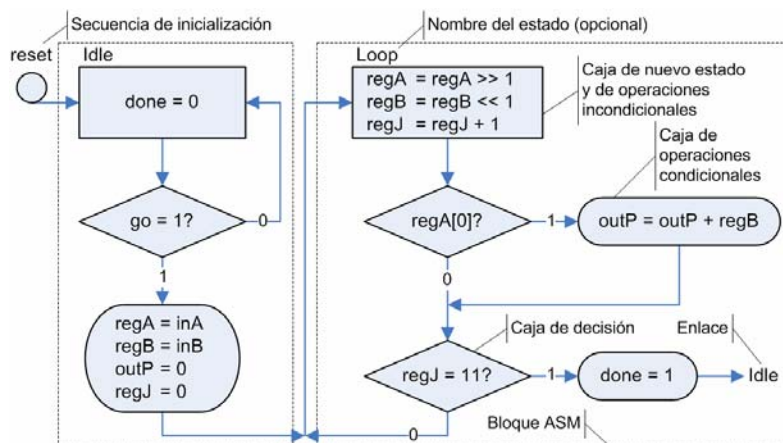 Secuencia de inicialización
Nombre del estado (opcional)
reset
Idle
done = 0
go = 1?
0
1
regA = inA
regB = inB
outP = 0
regJ = 0
Loop
regA = regA >> 1
regB = regB << 1
regJ = regJ + 1
Caja de nuevo estado
y de operaciones
incondicionales
Caja de
operaciones
condicionales
regA[0]?
1
outP = outP + regB
0
Caja de decisión
Enlace
regJ = 11?
1
done = 1
Idle
0
Bloque ASM